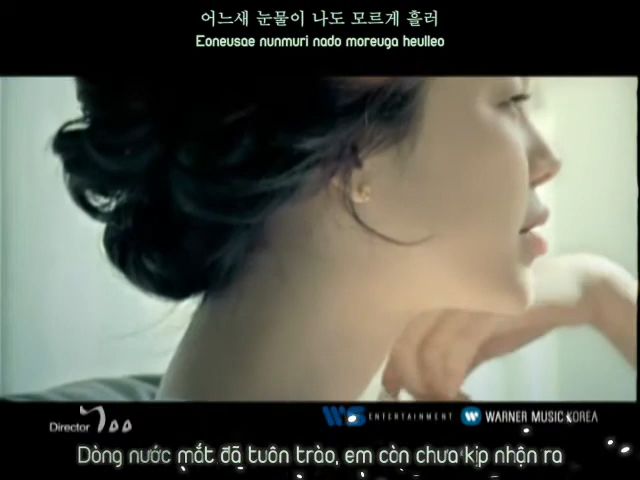 어느새 눈물이 나도 모르게 흘러
Eoneusae nunmuri nado moreuga heulleo
Director
ENTERTAINMENT WARNER MUSIC KOREA
Dòng nước mắt đã tuôn trào, em còn chưa kịp nhận ra